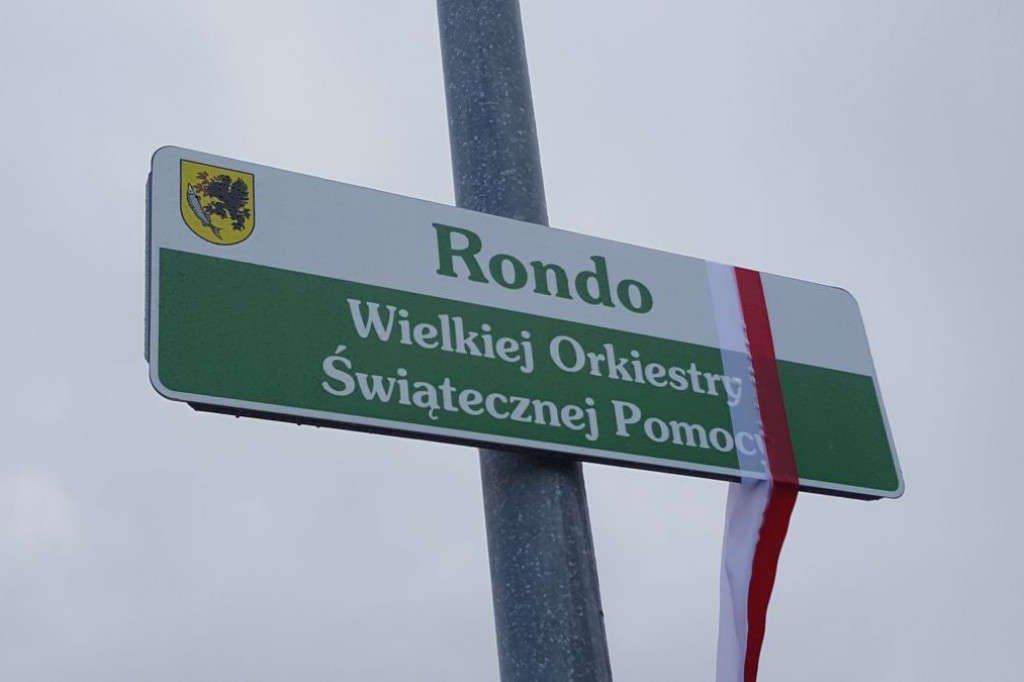 Rondo
Wielkiej Orkiestry
Świątecznej Pomocy